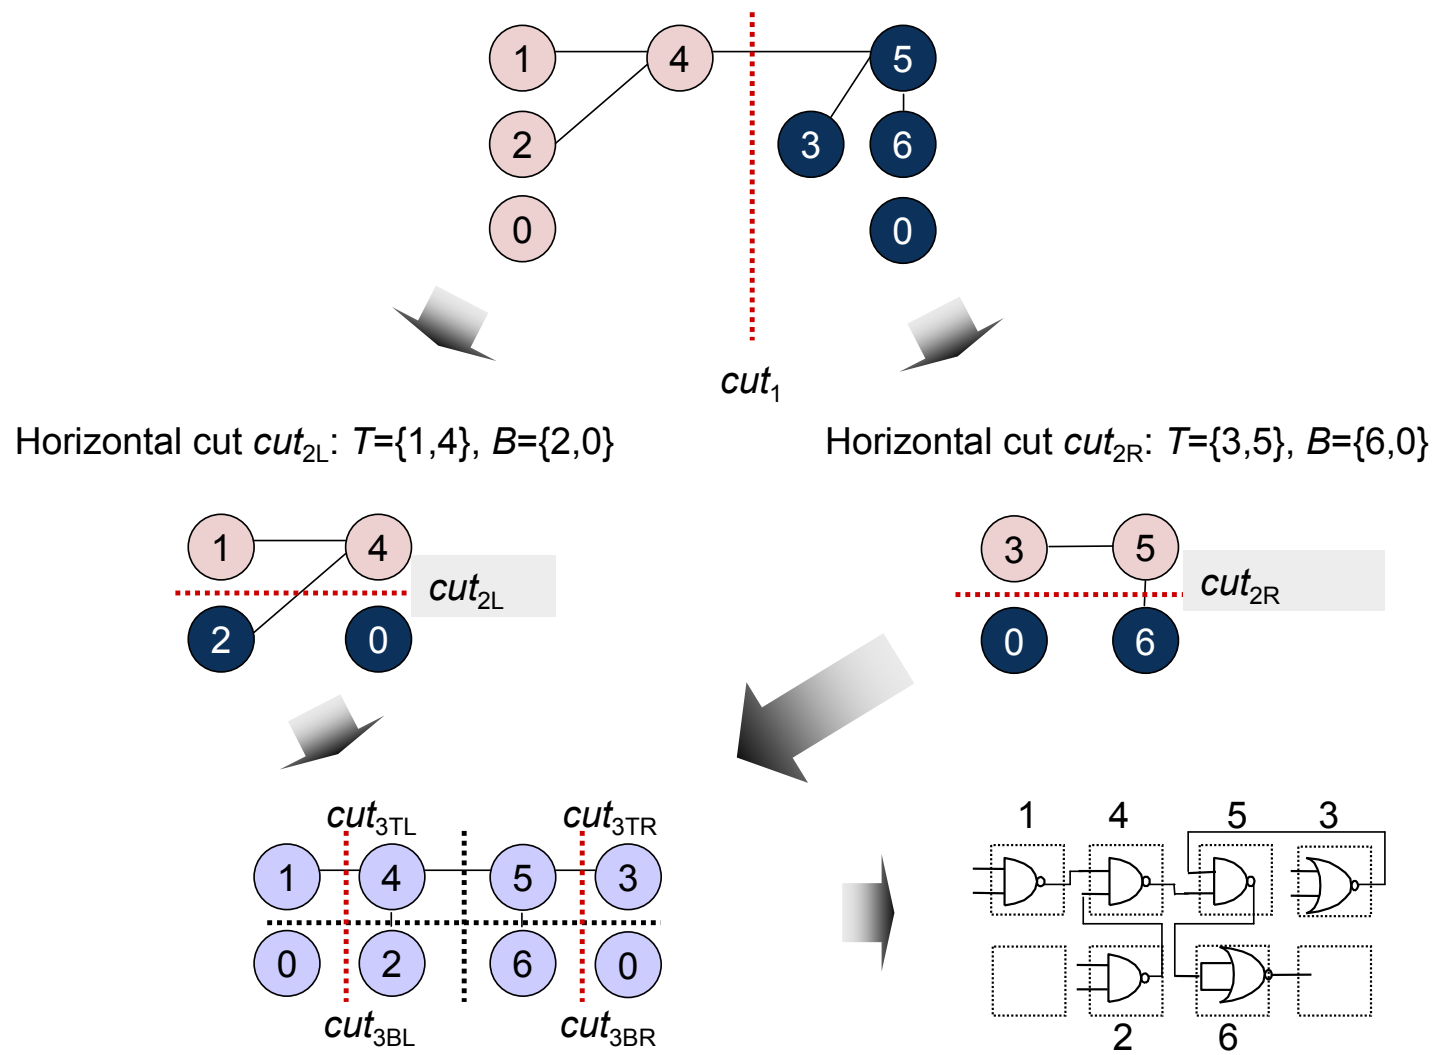 1 4 5
2 3 6
0 0
cut1
Horizontal cut cut2L: T={1,4}, B={2,0}
Horizontal cut cut2R: T={3,5}, B={6,0}
1 4
cut2L
2 0
3 5
cut2R
0 6
cut3TL cut3TR
1 4 5 3
0 2 6 0
cut3BL cut3BR
1 4 5 3
2 6